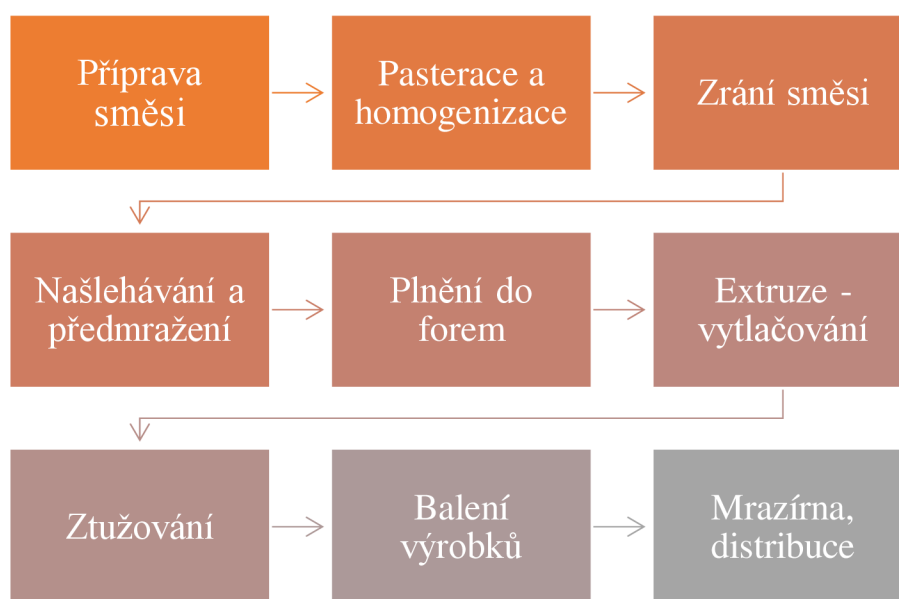 Příprava
směsi
Pasterace a
homogenizace
Zrání směsi
Našlehávání a
předmražení
Plnění do
forem
Extruze -
vytlačování
Ztužování
Balení
výrobků
Mrazírna,
distribuce